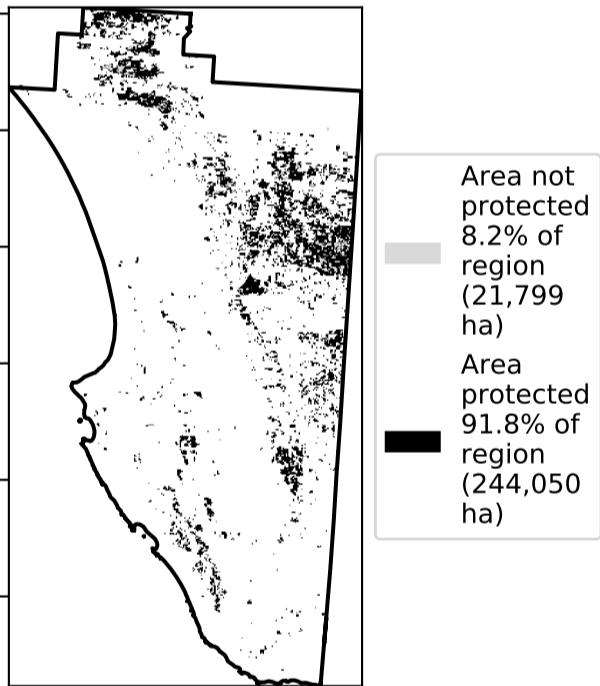 Area not
protected
8.2% of
region
(21,799
ha)
Area
protected
91.8% of
region
(244,050
ha)